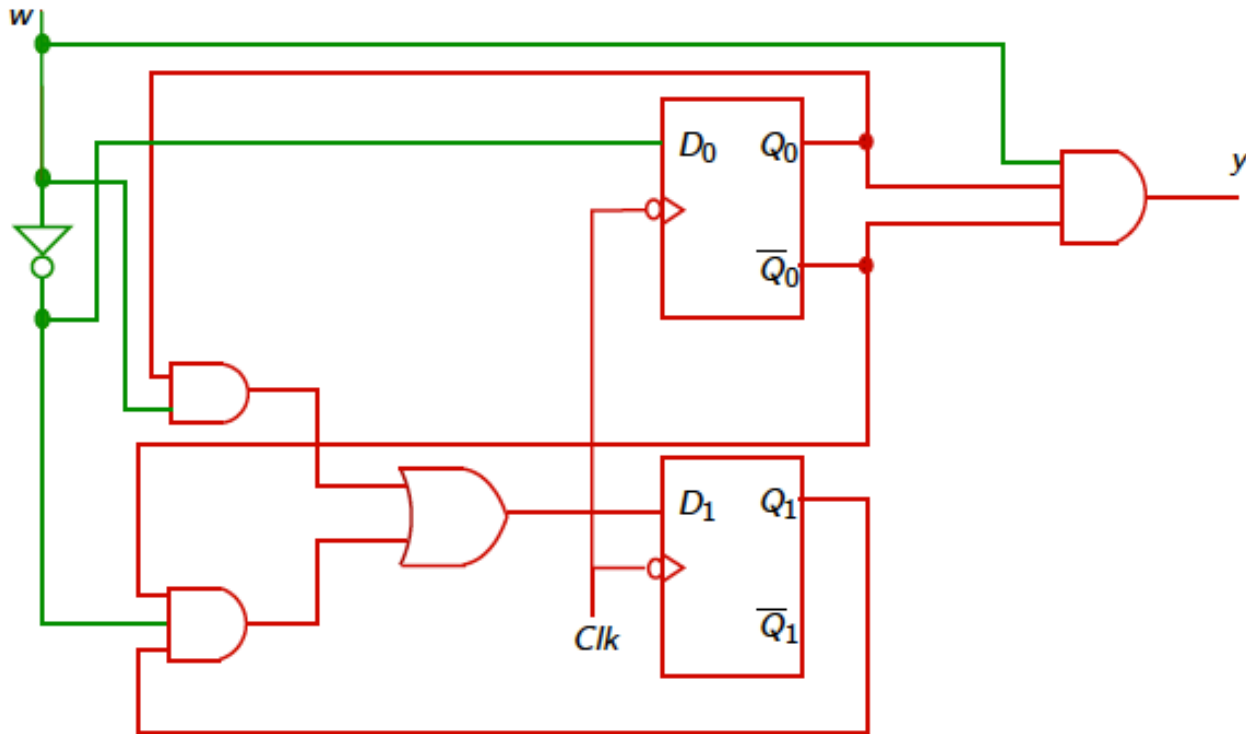 w
D₀ Q₀
y
Q̅₀
D₁ Q₁
Clk
Q̅₁